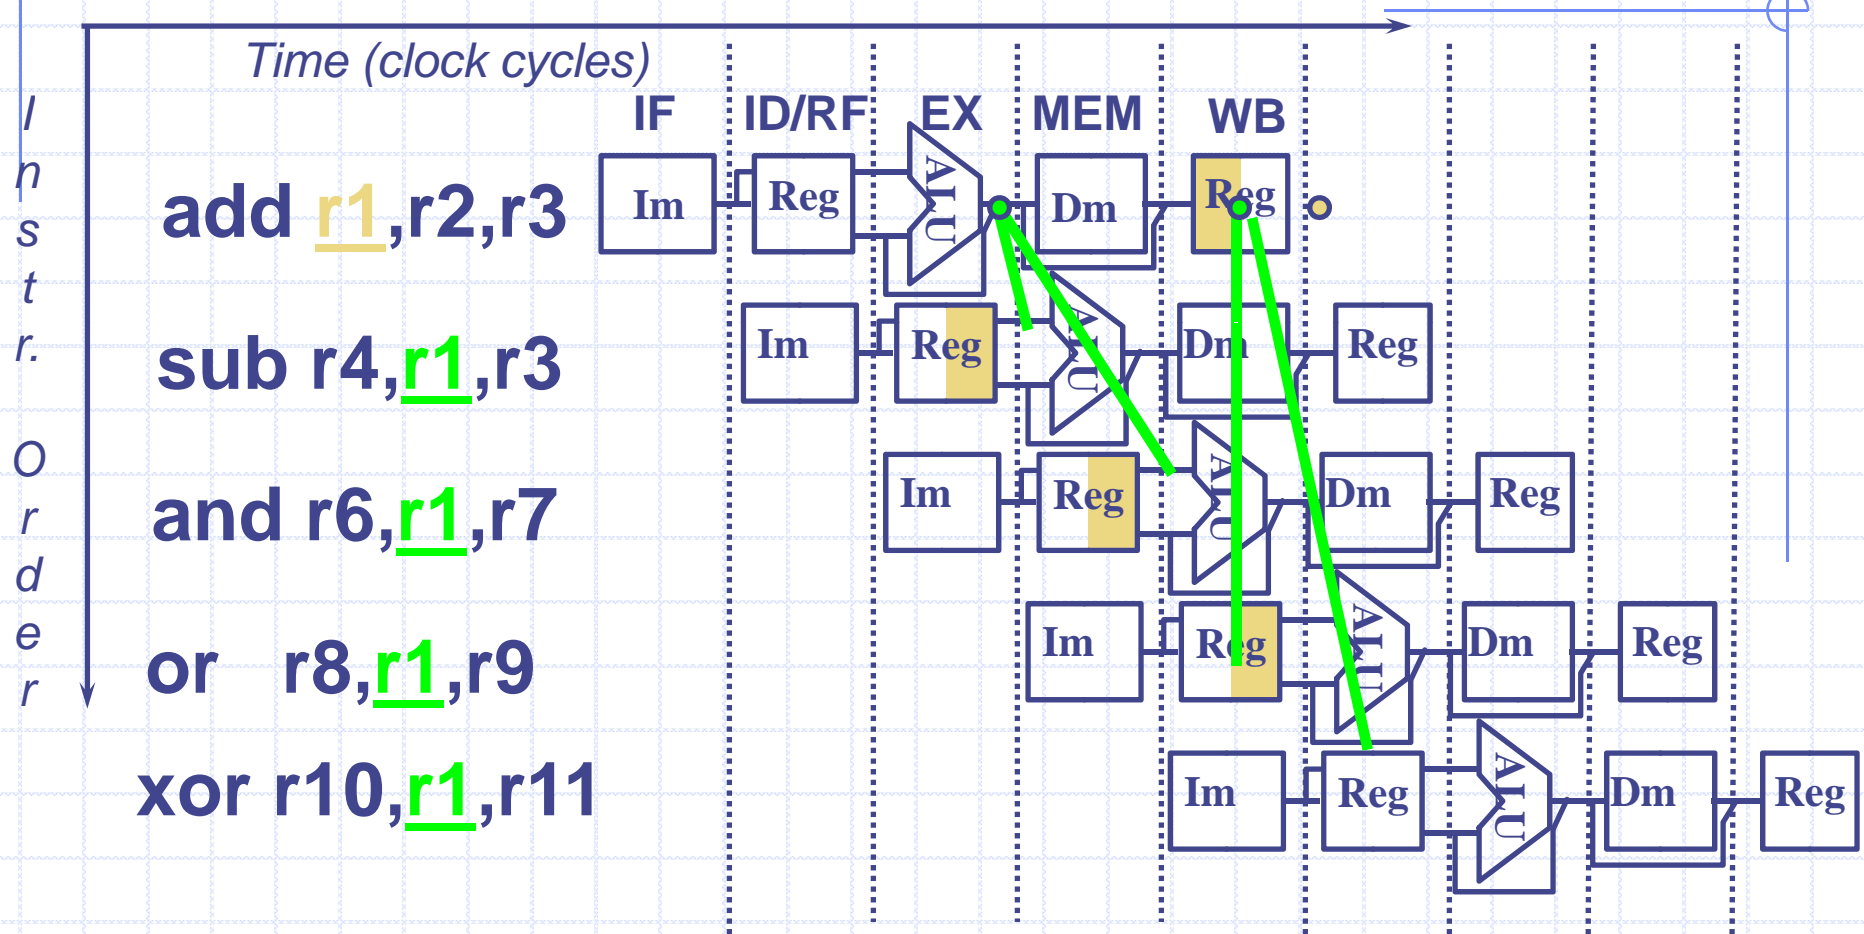 Time (clock cycles)
Instr. Order
IF ID/RF EX MEM WB
add r1,r2,r3
Im Reg ALU Dm Reg
sub r4,r1,r3
Im Reg ALU Dm Reg
and r6,r1,r7
Im Reg ALU Dm Reg
or r8,r1,r9
Im Reg ALU Dm Reg
xor r10,r1,r11
Im Reg ALU Dm Reg